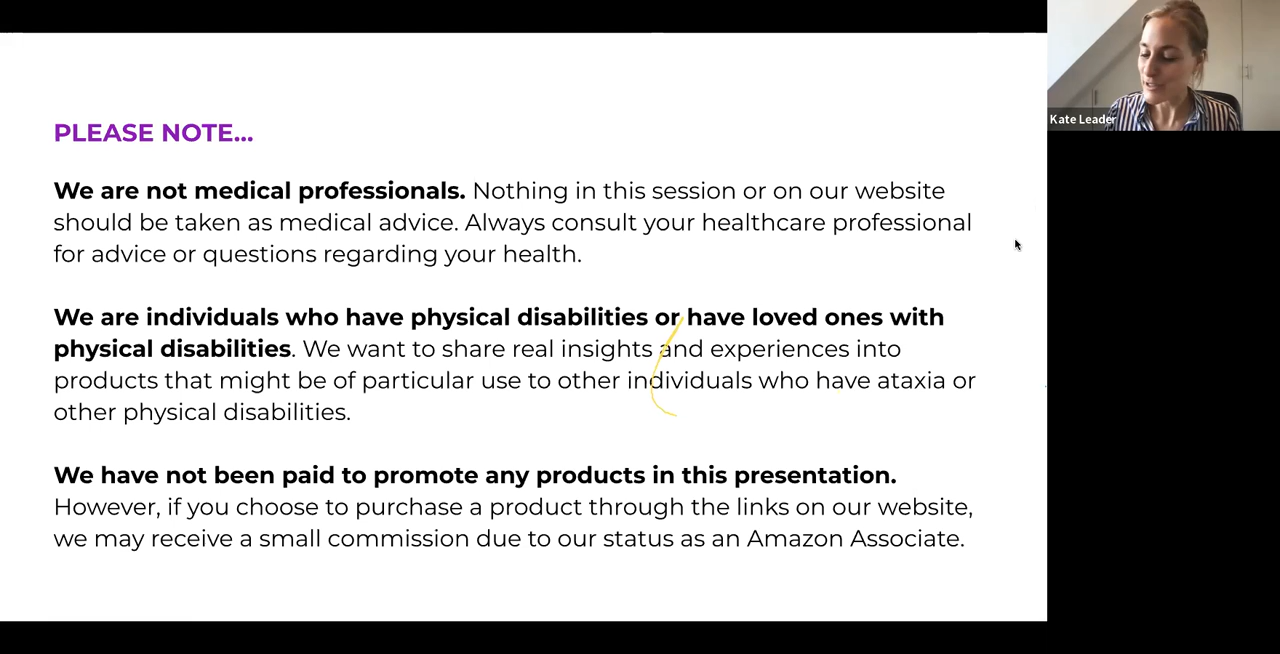 PLEASE NOTE...
We are not medical professionals. Nothing in this session or on our website
should be taken as medical advice. Always consult your healthcare professional
for advice or questions regarding your health.
We are individuals who have physical disabilities or have loved ones with
physical disabilities. We want to share real insights and experiences into
products that might be of particular use to other individuals who have ataxia or
other physical disabilities.
We have not been paid to promote any products in this presentation.
However, if you choose to purchase a product through the links on our website,
we may receive a small commission due to our status as an Amazon Associate.
Kate Leader